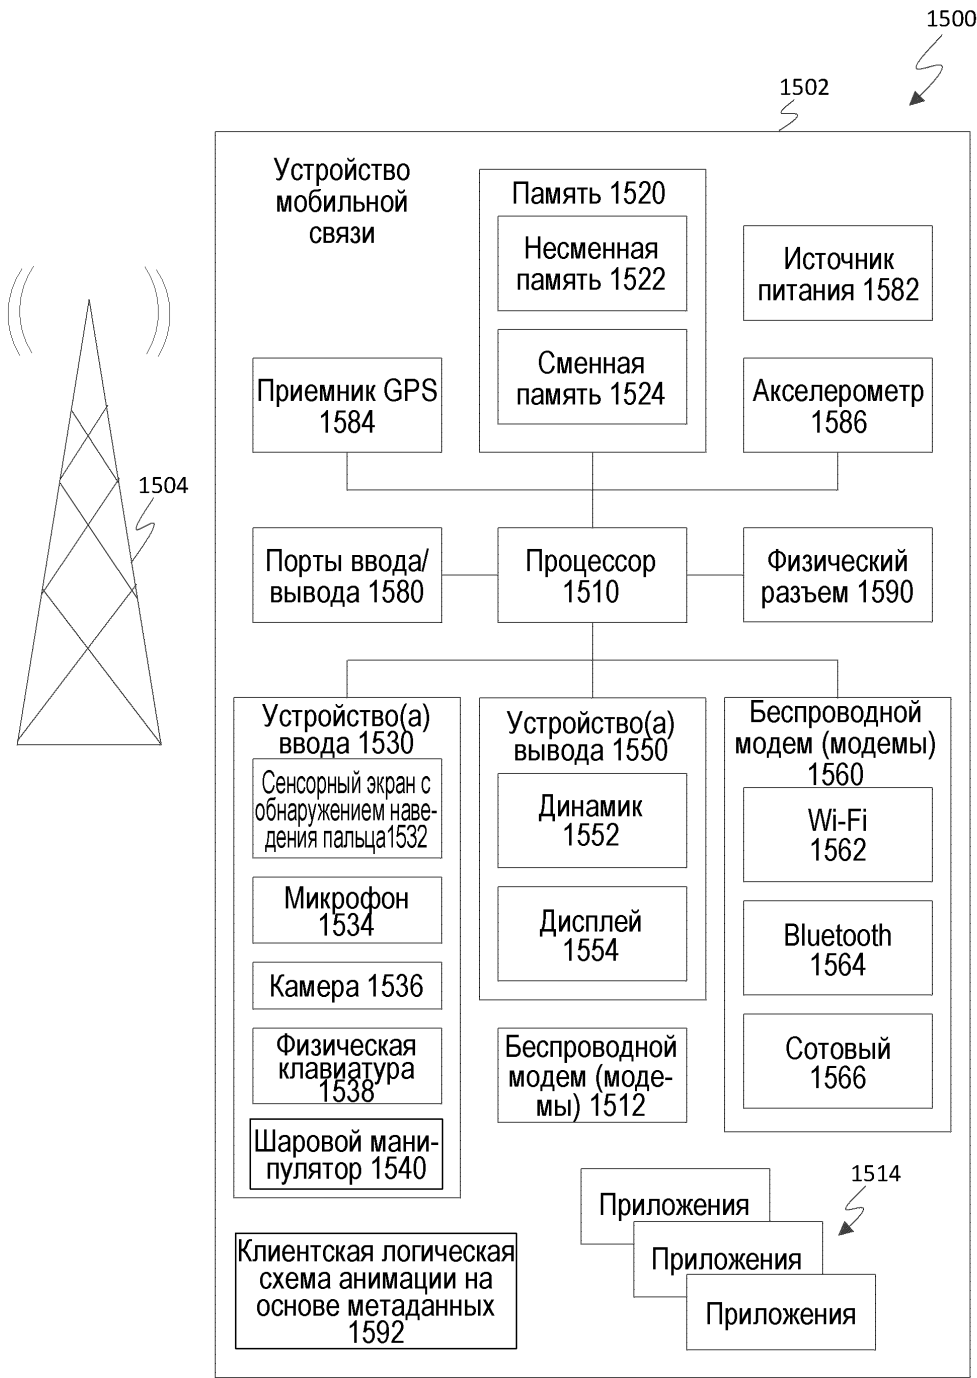 1500
1502
Устройство
мобильной
связи
Память 1520
Несменная
память 1522
Сменная
память 1524
Источник
питания 1582
Приемник GPS
1584
Акселерометр
1586
1504
Порты ввода/
вывода 1580
Процессор
1510
Физический
разъем 1590
Устройство(а)
ввода 1530
Сенсорный экран с
обнаружением наве-
дения пальца1532
Микрофон
1534
Камера 1536
Физическая
клавиатура
1538
Шаровой мани-
пулятор 1540
Устройство(а)
вывода 1550
Динамик
1552
Дисплей
1554
Беспроводной
модем (модемы)
1560
Wi-Fi
1562
Bluetooth
1564
Сотовый
1566
Беспроводной
модем (моде-
мы) 1512
1514
Приложения
Приложения
Приложения
Клиентская логическая
схема анимации на
основе метаданных
1592